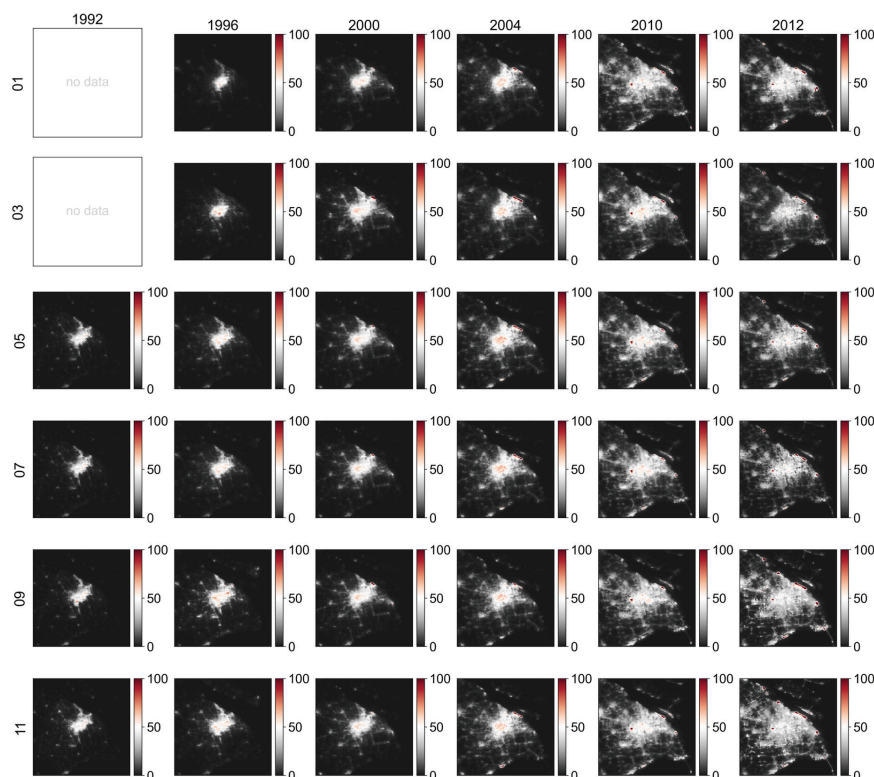 1992 1996 2000 2004 2010 2012
01 no data 100 50 0 100 50 0 100 50 0 100 50 0 100 50 0
03 no data 100 50 0 100 50 0 100 50 0 100 50 0 100 50 0
05 100 50 0 100 50 0 100 50 0 100 50 0 100 50 0 100 50 0
07 100 50 0 100 50 0 100 50 0 100 50 0 100 50 0 100 50 0
09 100 50 0 100 50 0 100 50 0 100 50 0 100 50 0 100 50 0
11 100 50 0 100 50 0 100 50 0 100 50 0 100 50 0 100 50 0